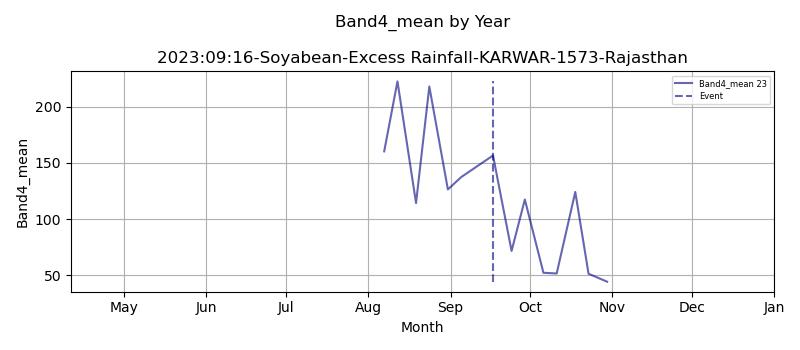 Band4_mean by Year
2023:09:16-Soyabean-Excess Rainfall-KARWAR-1573-Rajasthan
Band4_mean 23
Event
200
150
100
50
Band4_mean
May Jun Jul Aug Sep Oct Nov Dec Jan
Month